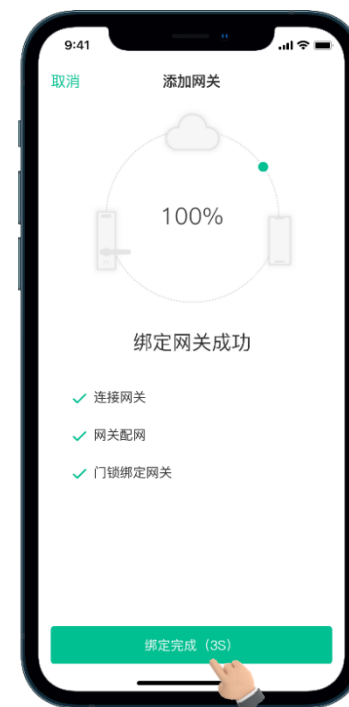 9:41
取消 添加网关
100%
绑定网关成功
连接网关
网关配网
门锁绑定网关
绑定完成（3S）